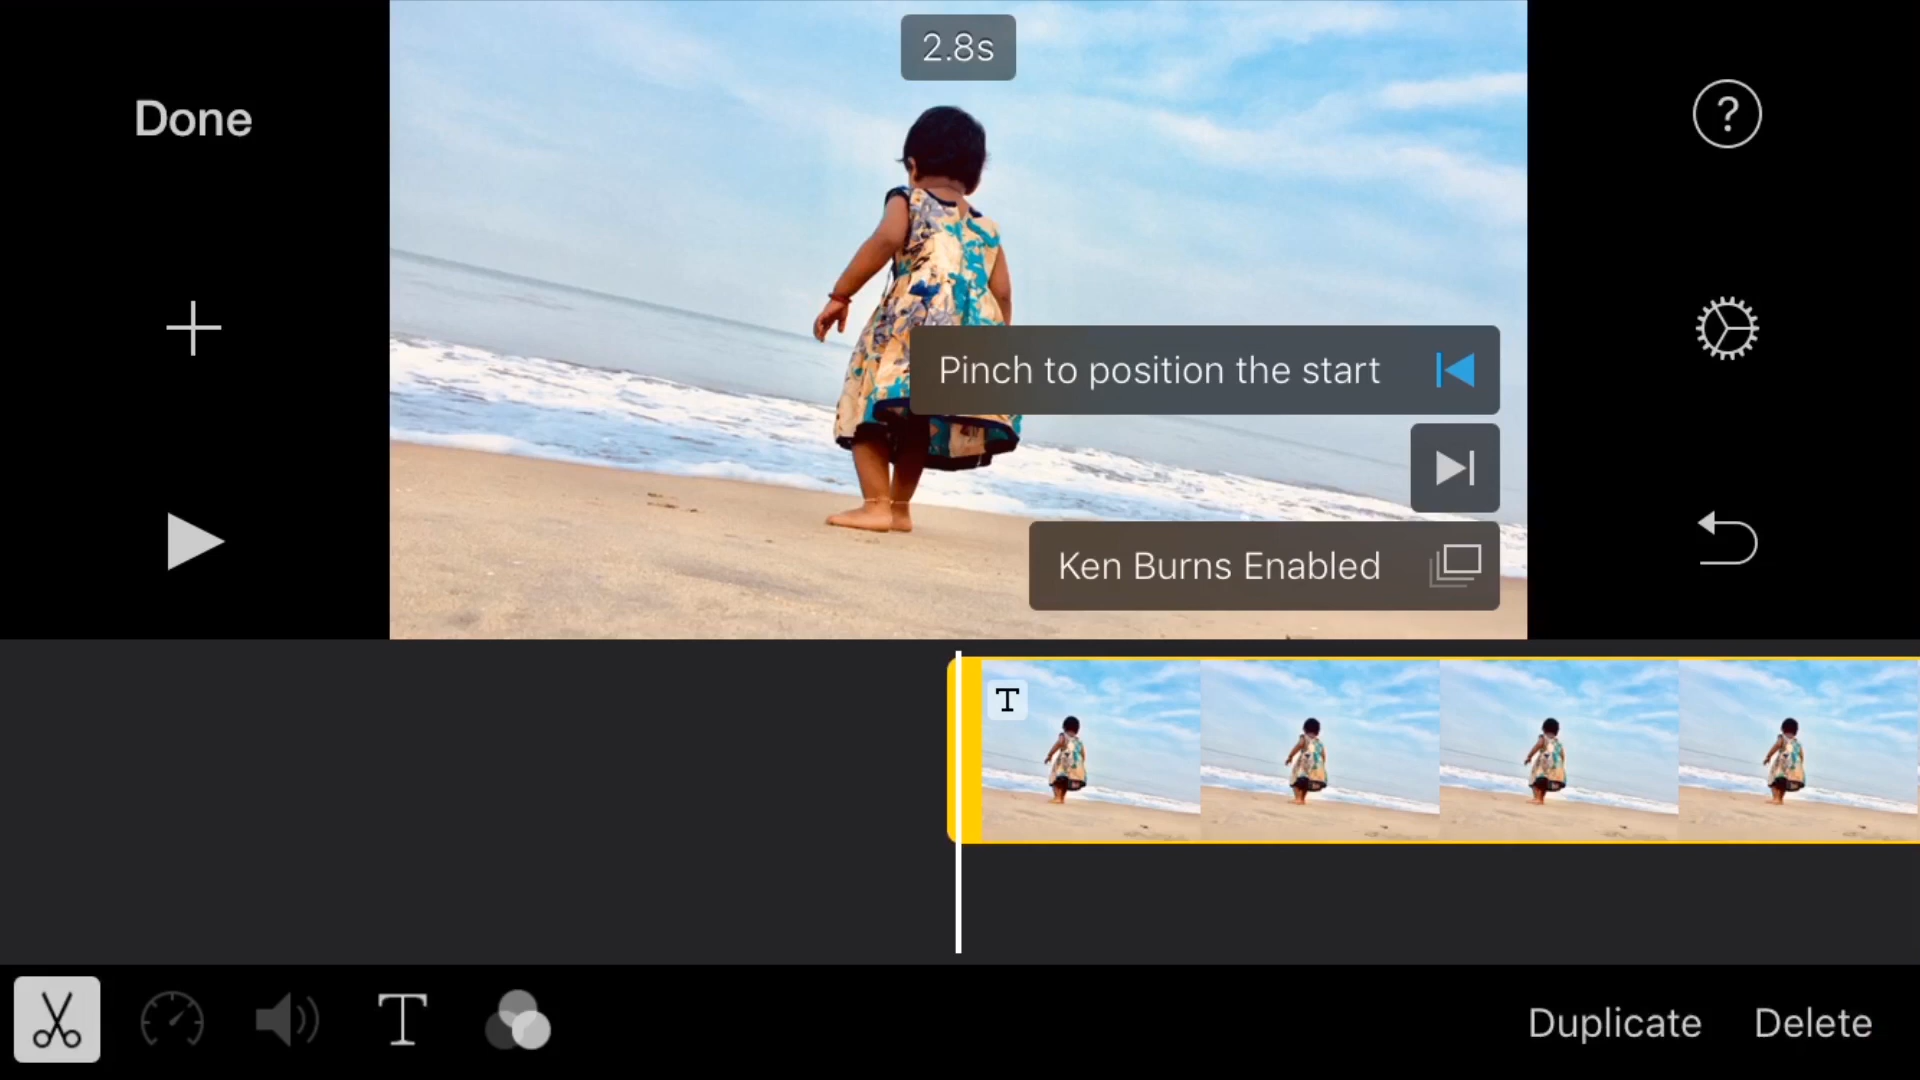 2.8s
Done
?
Pinch to position the start
Ken Burns Enabled
T
T
Duplicate
Delete